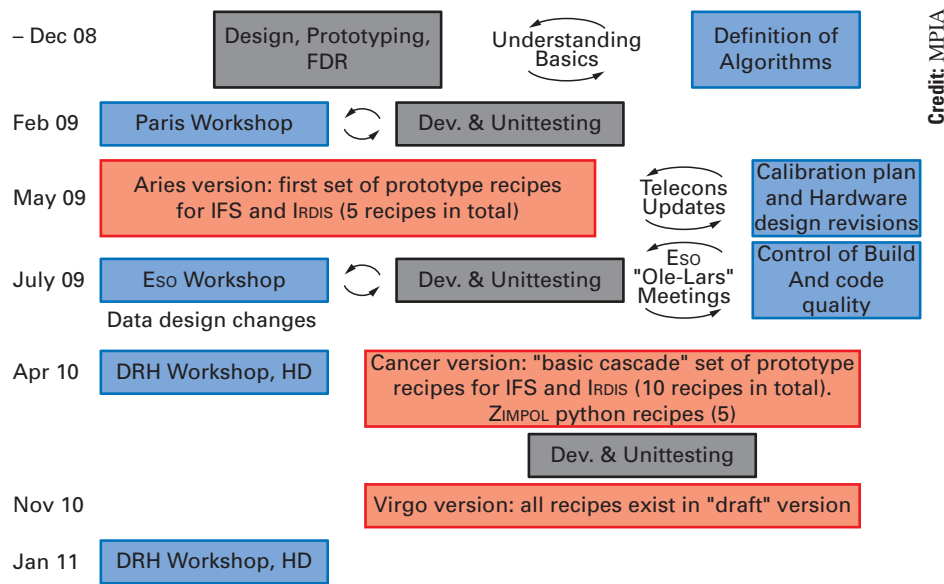 – Dec 08
Design, Prototyping,
FDR
Understanding
Basics
Definition of
Algorithms
Credit: MPIA
Feb 09
Paris Workshop
Dev. & Unittesting
May 09
Aries version: first set of prototype recipes
for IFS and IRDIS (5 recipes in total)
Telecons
Updates
Calibration plan
and Hardware
design revisions
July 09
ESO Workshop
Dev. & Unittesting
ESO
"Ole-Lars"
Meetings
Control of Build
And code
quality
Data design changes
Apr 10
DRH Workshop, HD
Cancer version: "basic cascade" set of prototype
recipes for IFS and IRDIS (10 recipes in total).
ZIMPOL python recipes (5)
Dev. & Unittesting
Nov 10
Virgo version: all recipes exist in "draft" version
Jan 11
DRH Workshop, HD